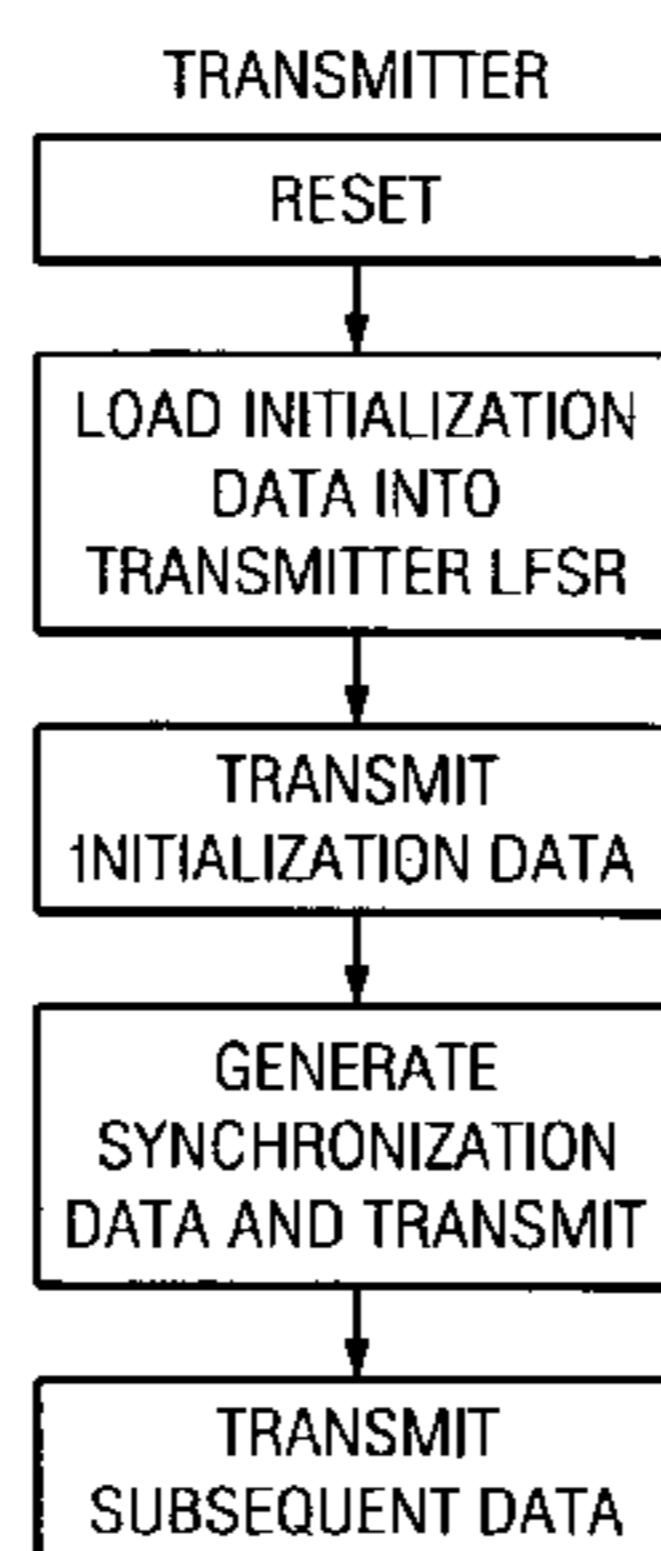 TRANSMITTER
RESET
LOAD INITIALIZATION
DATA INTO
TRANSMITTER LFSR
TRANSMIT
INITIALIZATION DATA
GENERATE
SYNCHRONIZATION
DATA AND TRANSMIT
TRANSMIT
SUBSEQUENT DATA